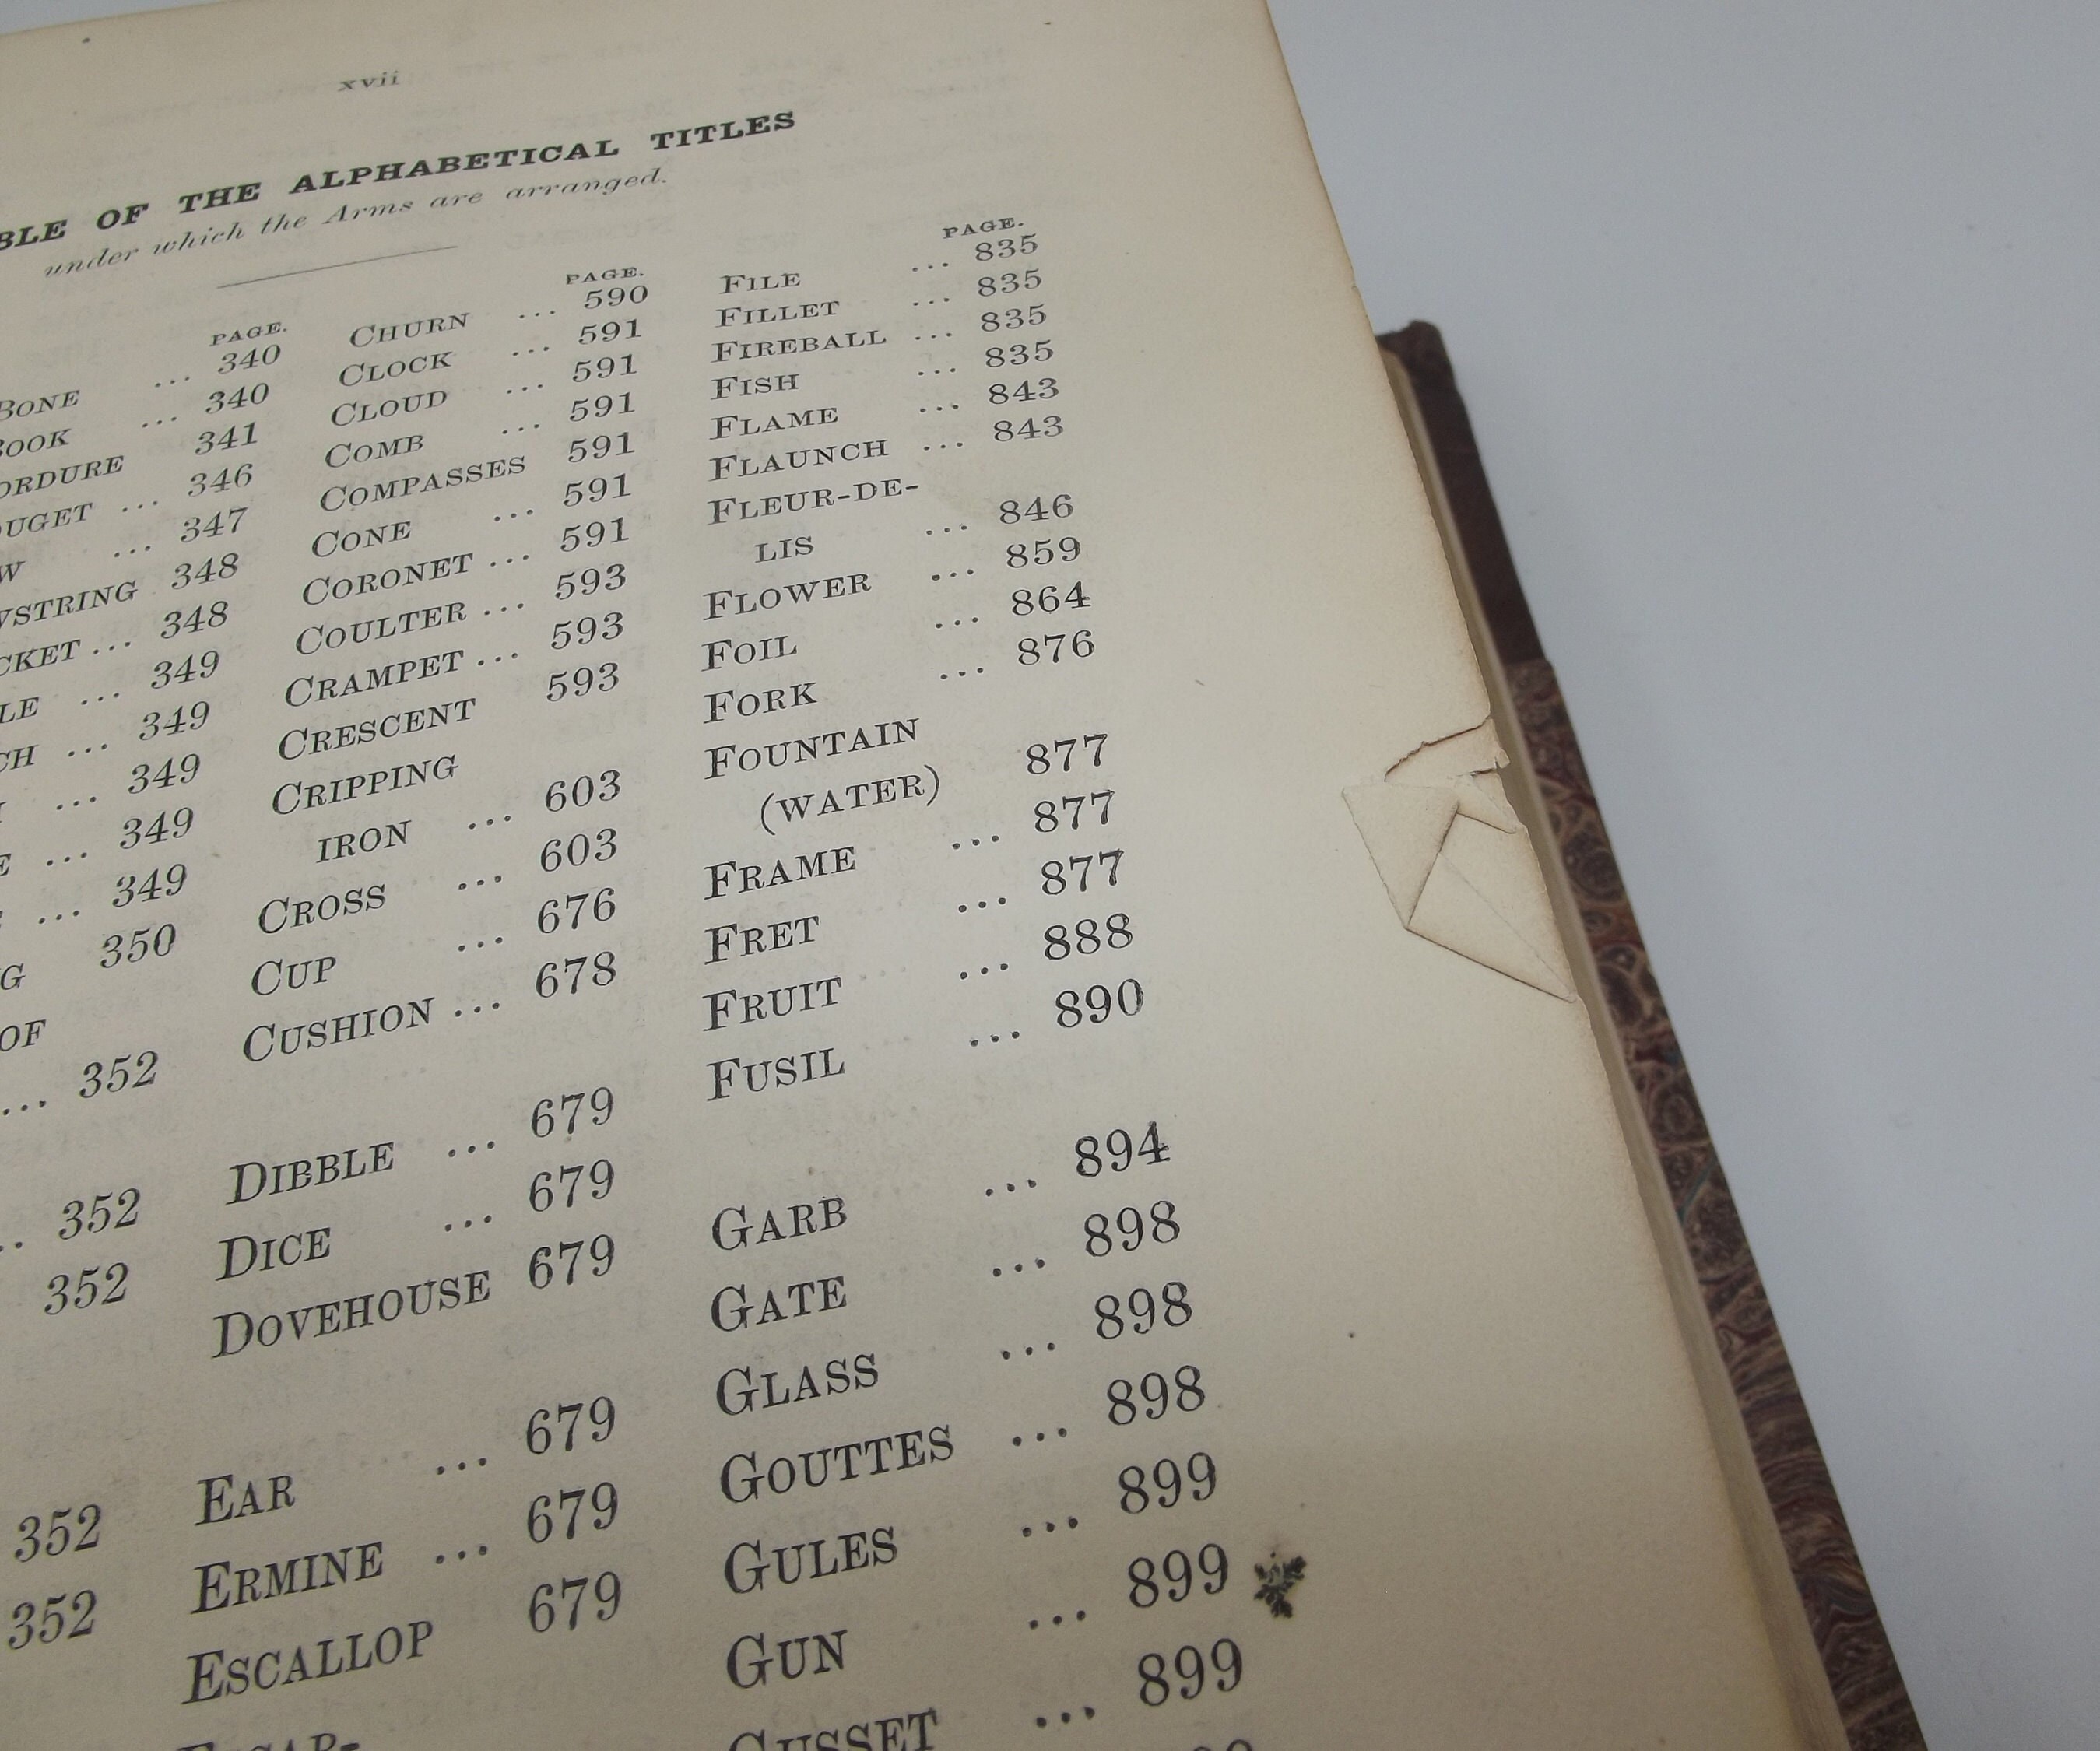 xvii
BLE OF THE ALPHABETICAL TITLES
under which the Arms are arranged.
PAGE.
BONE ... 340
BOOK ... 340
ORDURE 341
UGET ... 346
W ... 347
WSTRING 348
CKET ... 348
LE ... 349
CH ... 349
... 349
E ... 349
... 349
G 350
OF
... 352
.. 352
352
352
352
PAGE.
CHURN ... 590
CLOCK ... 591
CLOUD ... 591
COMB ... 591
COMPASSES 591
CONE ... 591
CORONET ... 591
COULTER ... 593
CRAMPET ... 593
CRESCENT 593
CRIPPING
IRON ... 603
CROSS ... 603
CUP ... 676
CUSHION ... 678
DIBBLE ... 679
DICE ... 679
DOVEHOUSE 679
EAR ... 679
ERMINE ... 679
ESCALLOP 679
ESCAR-
PAGE.
FILE ... 835
FILLET ... 835
FIREBALL ... 835
FISH ... 835
FLAME ... 843
FLAUNCH ... 843
FLEUR-DE-
LIS ... 846
FLOWER ... 859
FOIL ... 864
FORK ... 876
FOUNTAIN
(WATER) 877
FRAME ... 877
FRET ... 877
FRUIT ... 888
FUSIL ... 890
GARB ... 894
GATE ... 898
GLASS ... 898
GOUTTES ... 898
GULES ... 899
GUN ... 899
GUSSET ... 899